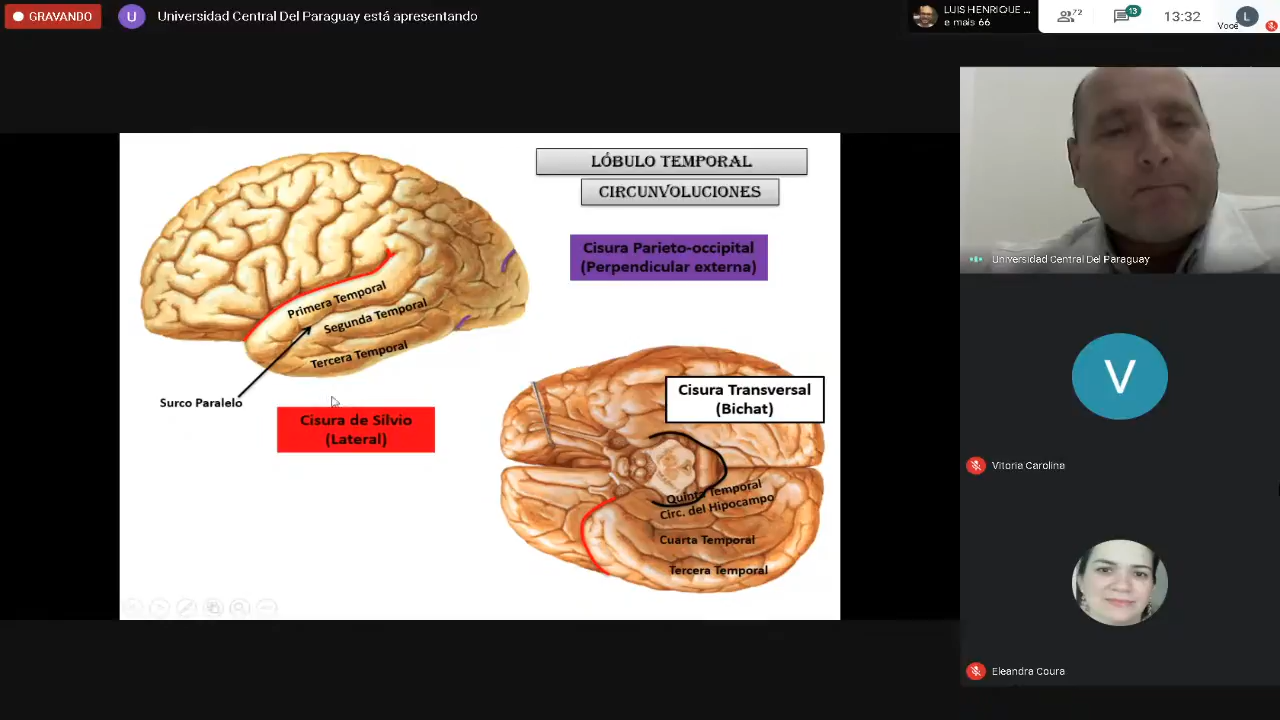 GRAVANDO
U
Universidad Central Del Paraguay está apresentando
LUIS HENRIQUE ...
e mais 66
72
13
13:32
L
Você
LÓBULO TEMPORAL
CIRCUNVOLUCIONES
Cisura Parieto-occipital
(Perpendicular externa)
Primera Temporal
Segunda Temporal
Tercera Temporal
Surco Paralelo
Cisura de Silvio
(Lateral)
Cisura Transversal
(Bichat)
Quinta Temporal
Circ. del Hipocampo
Cuarta Temporal
Tercera Temporal
Universidad Central Del Paraguay
V
Vitoria Carolina
Eleandra Coura